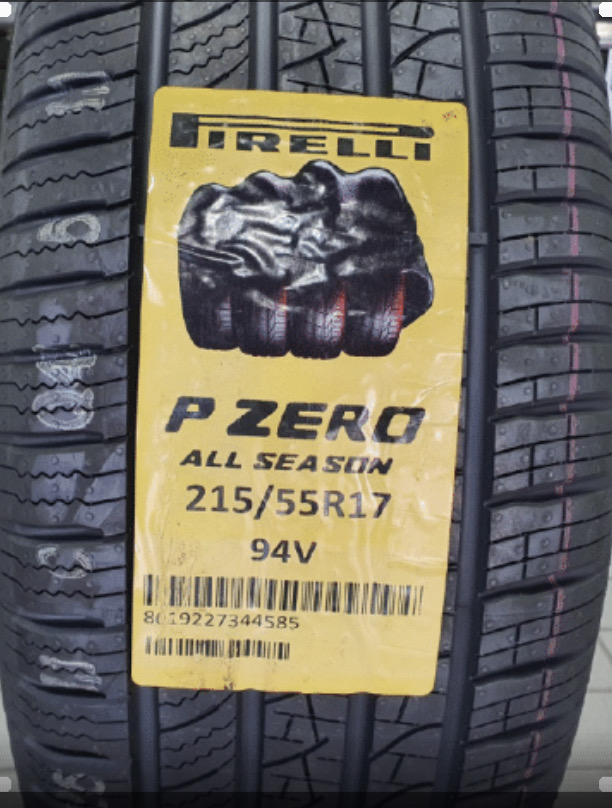 PIRELLI
P ZERO
ALL SEASON
215/55R17
94V
8019227344585